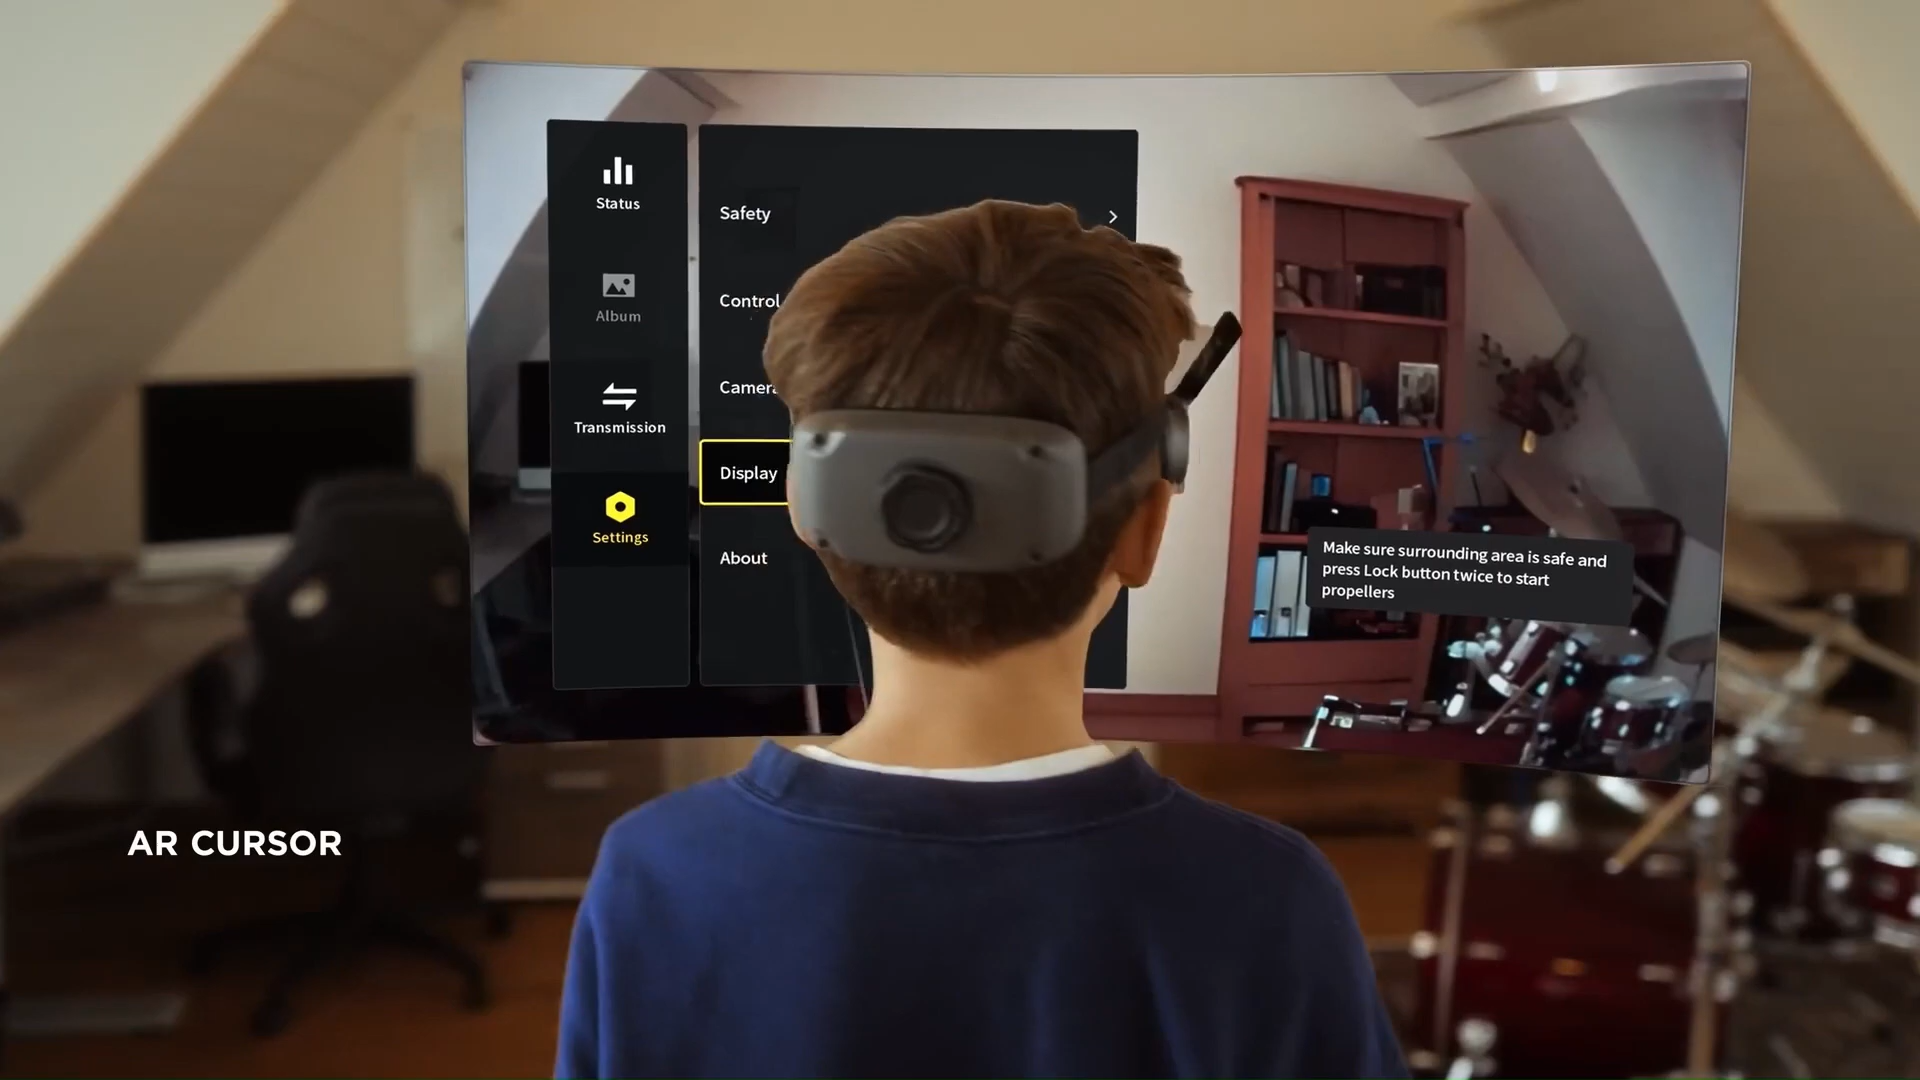 Status
Album
Transmission
Settings
Safety
Control
Camera
Display
About
Make sure surrounding area is safe and
press Lock button twice to start
propellers
AR CURSOR